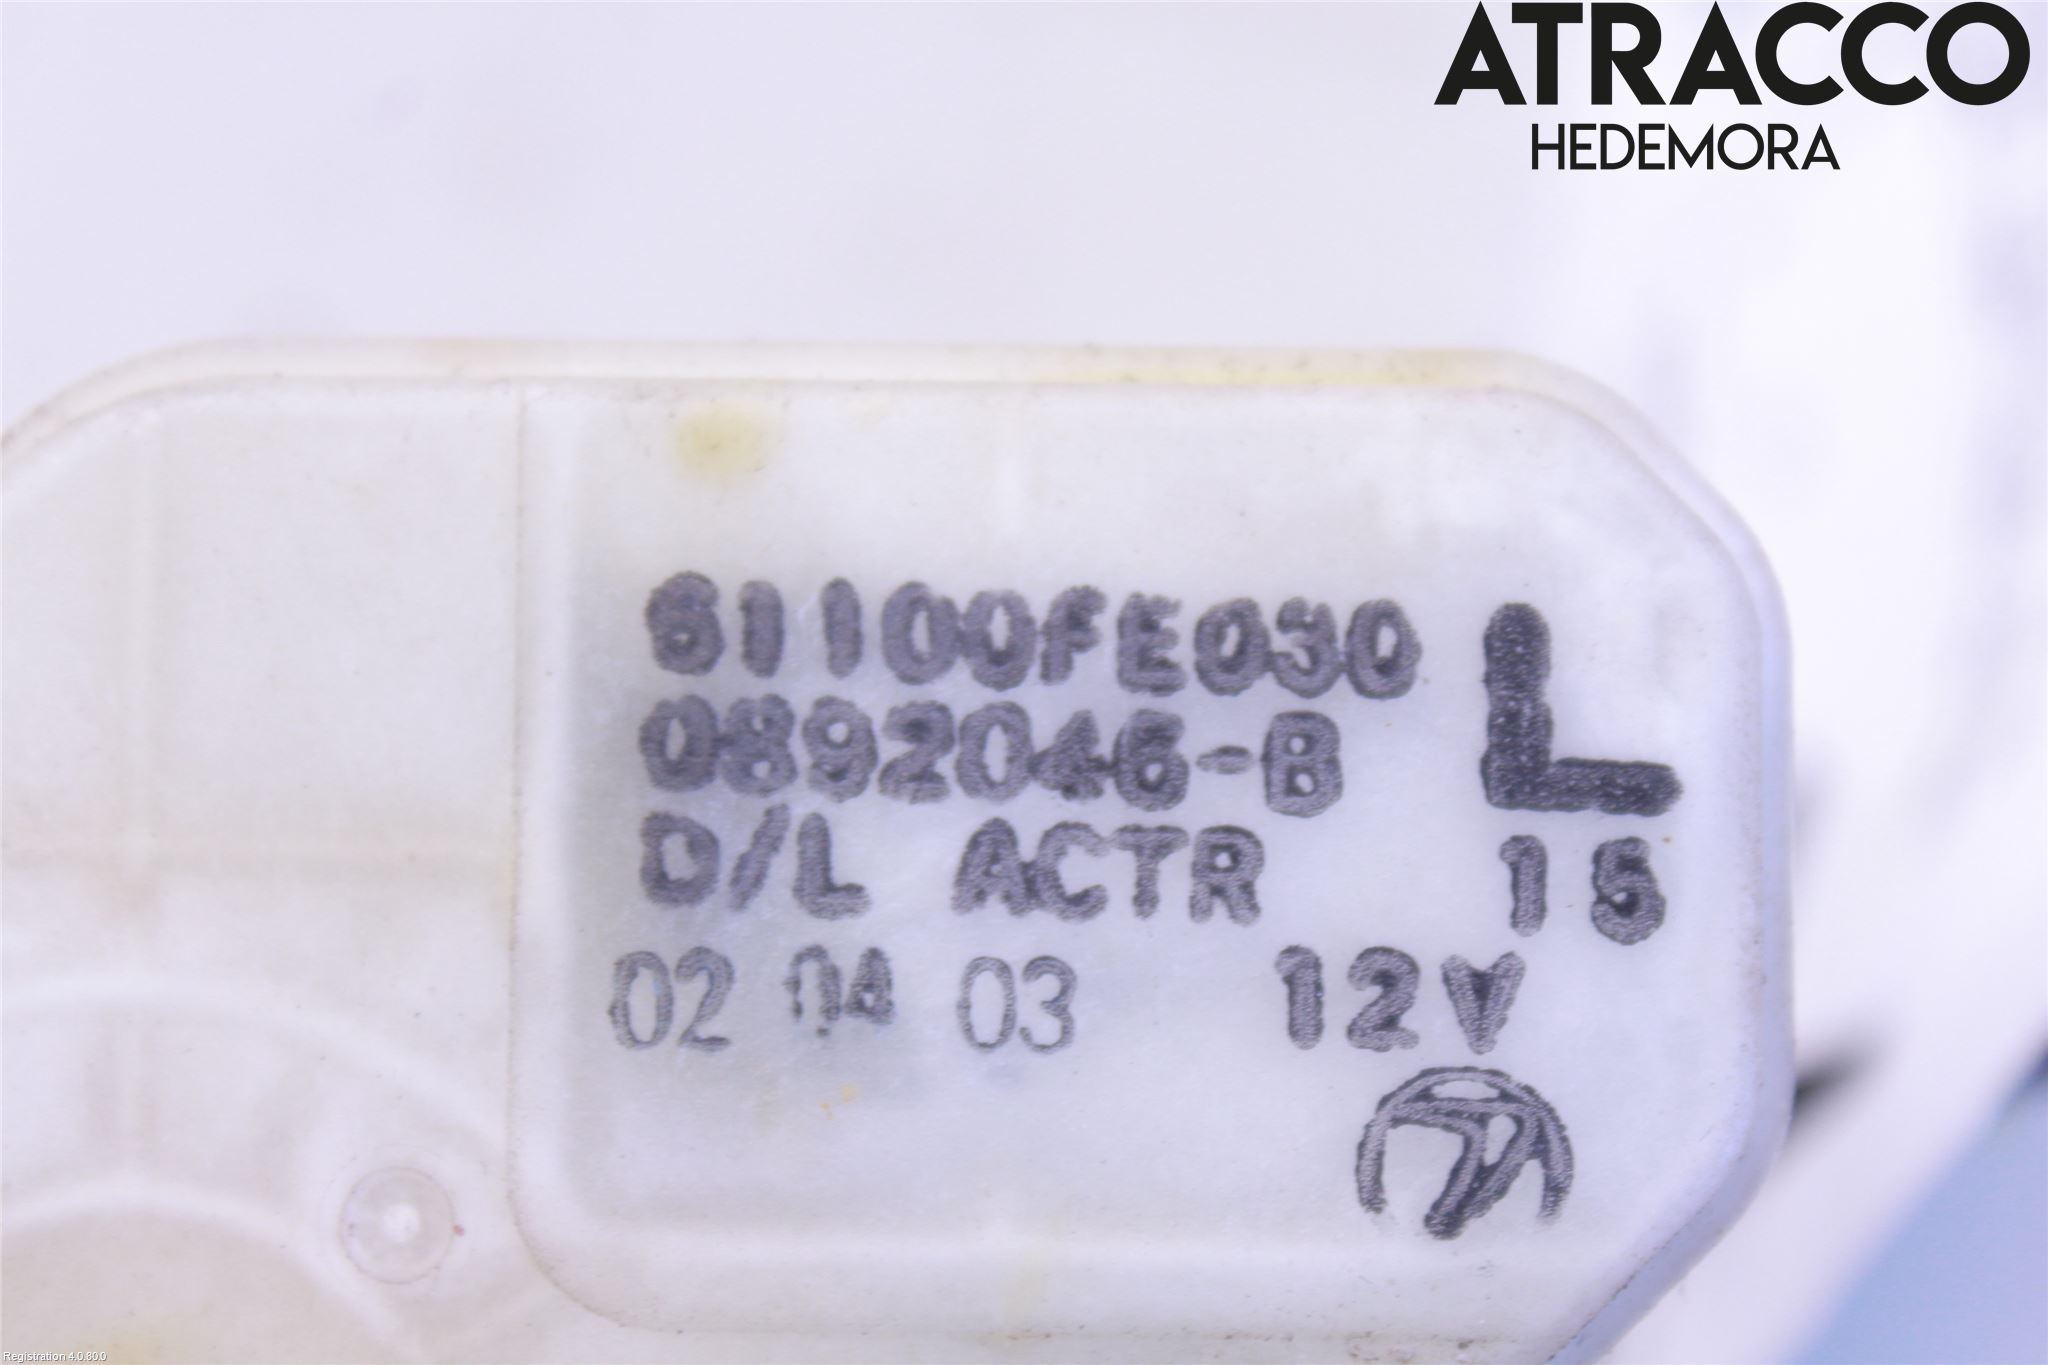 ATRACCO
HEDEMORA
61100FE030
L
0892046-B
D/L ACTR
15
02 04 03
12V
Registration 4.0.80.0